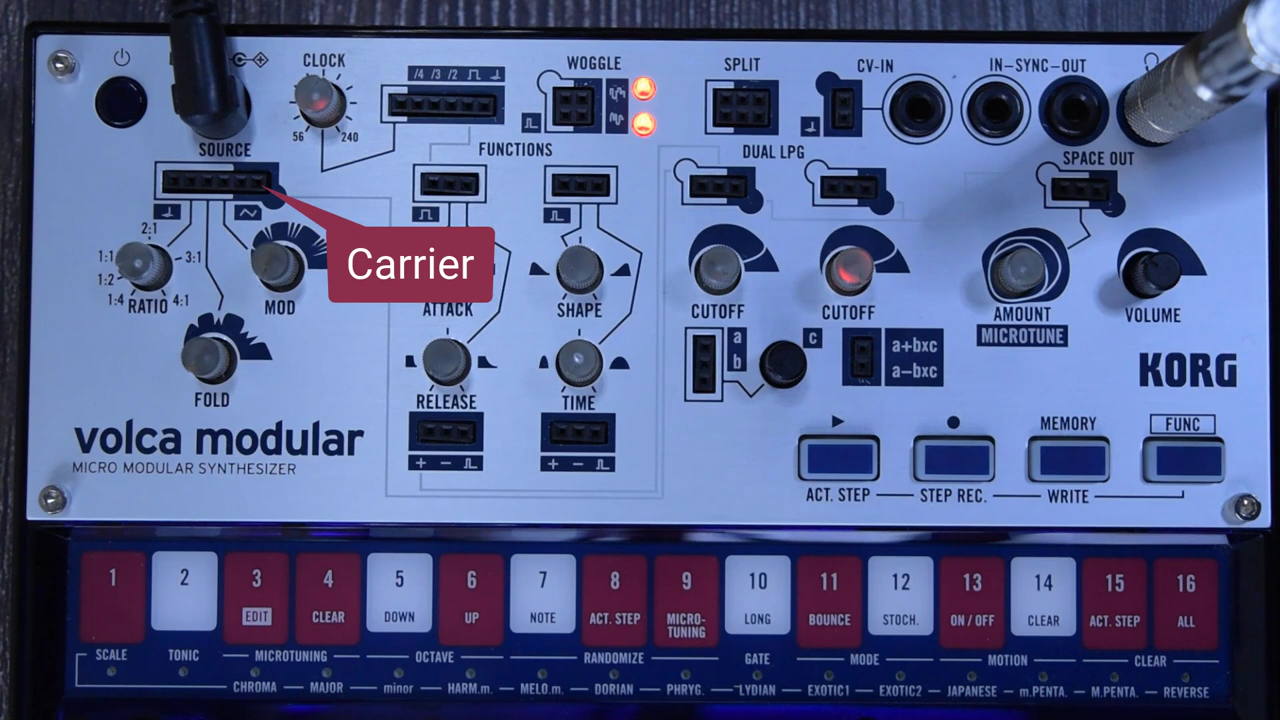 CLOCK
56
240
/4 /3 /2
WOGGLE
SPLIT
CV-IN
IN-SYNC-OUT
SOURCE
FUNCTIONS
DUAL LPG
SPACE OUT
2:1
1:1
3:1
1:2
1:4
4:1
RATIO
MOD
Carrier
ATTACK
SHAPE
CUTOFF
CUTOFF
AMOUNT
MICROTUNE
VOLUME
FOLD
RELEASE
TIME
+ −
+ −
a
b
c
a+bxc
a−bxc
KORG
volca modular
MICRO MODULAR SYNTHESIZER
MEMORY
FUNC
ACT. STEP
STEP REC.
WRITE
1 2 3 4 5 6 7 8 9 10 11 12 13 14 15 16
EDIT CLEAR DOWN UP NOTE ACT. STEP MICRO-TUNING LONG BOUNCE STOCH. ON / OFF CLEAR ACT. STEP ALL
SCALE TONIC MICROTUNING OCTAVE RANDOMIZE GATE MODE MOTION CLEAR
CHROMA MAJOR minor HARM.m. MELO.m. DORIAN PHRYG. LYDIAN EXOTIC1 EXOTIC2 JAPANESE m.PENTA. M.PENTA. REVERSE